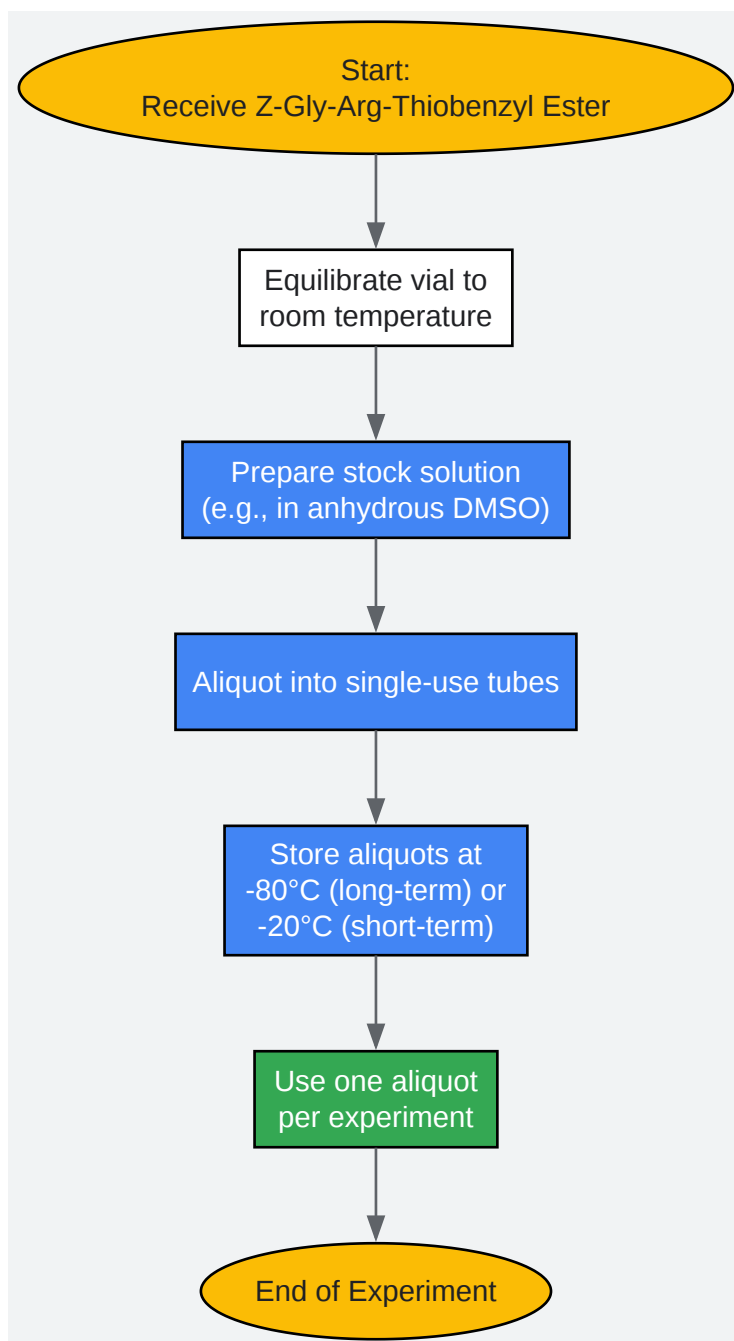 Start:
Receive Z-Gly-Arg-Thiobenzyl Ester
Equilibrate vial to
room temperature
Prepare stock solution
(e.g., in anhydrous DMSO)
Aliquot into single-use tubes
Store aliquots at
-80°C (long-term) or
-20°C (short-term)
Use one aliquot
per experiment
End of Experiment